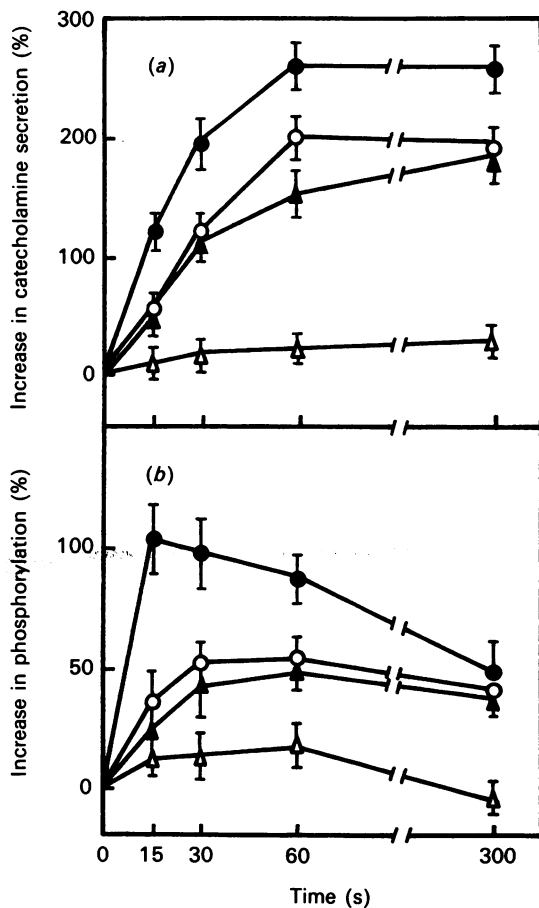 300
(a)
200
100
0
Increase in catecholamine secretion (%)
(b)
100
50
0
Increase in phosphorylation (%)
0 15 30 60 300
Time (s)